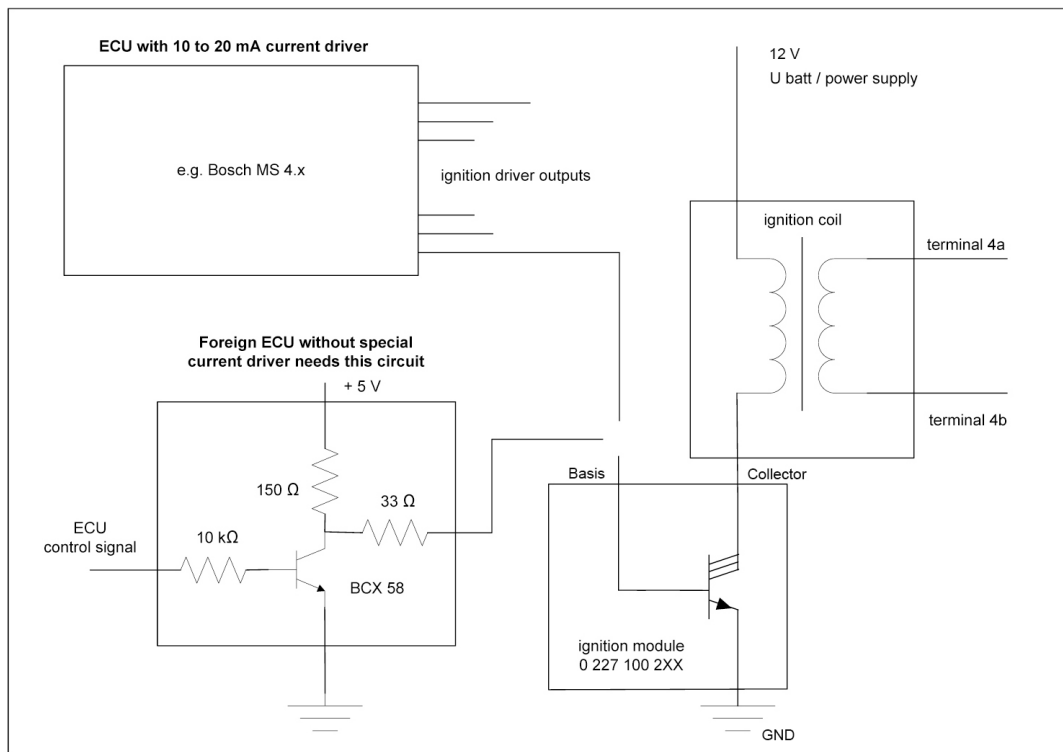 ECU with 10 to 20 mA current driver
e.g. Bosch MS 4.x
ignition driver outputs
12 V
U batt / power supply
ignition coil
terminal 4a
terminal 4b
Foreign ECU without special
current driver needs this circuit
+ 5 V
150 Ω
33 Ω
10 kΩ
ECU
control signal
BCX 58
Basis
Collector
ignition module
0 227 100 2XX
GND